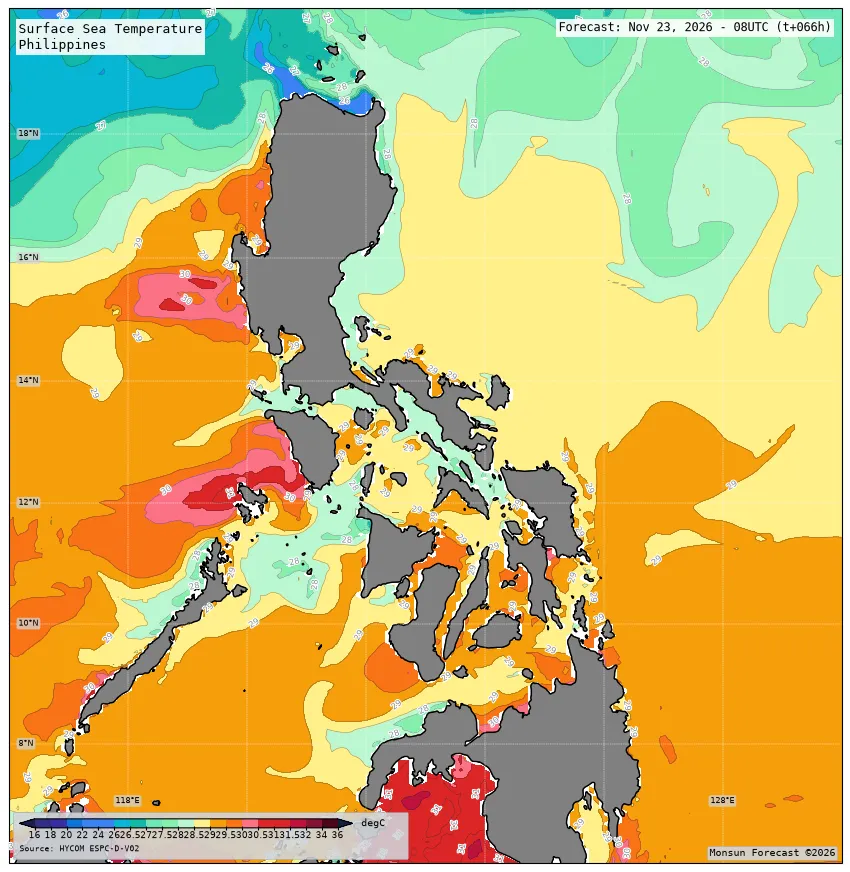 Surface Sea Temperature
Philippines
Forecast: Nov 23, 2026 - 08UTC (t+066h)
18°N
16°N
14°N
12°N
10°N
8°N
118°E
128°E
degC
16 18 20 22 24 26 26.5 27 27.5 28 28.5 29 29.5 30 30.5 31 31.5 32 33 34 36
Source: HYCOM ESPC-D-V02
Monsun Forecast ©2026